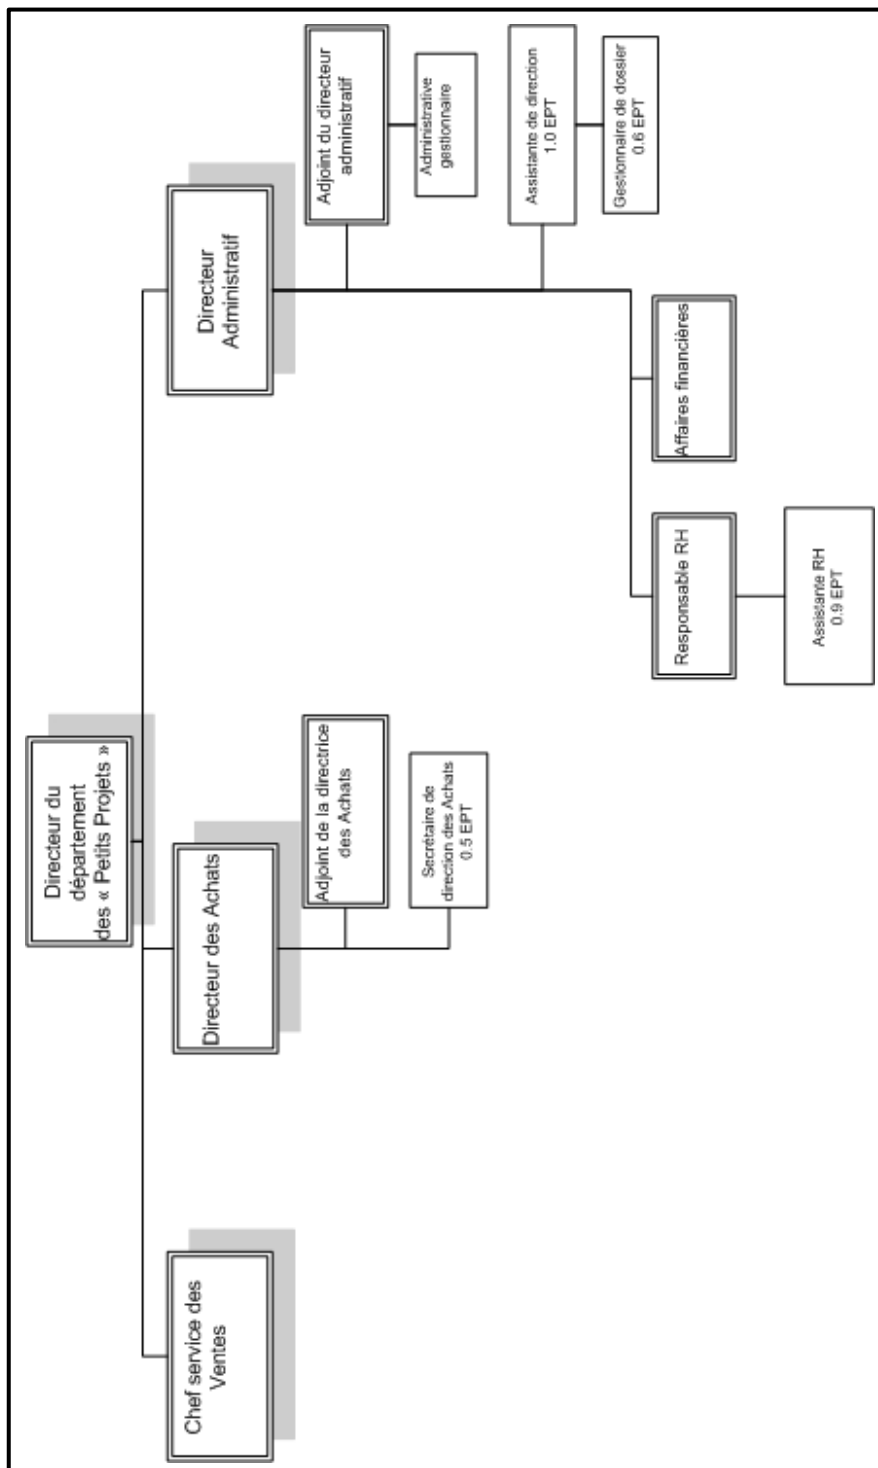 Directeur du
département
des « Petits Projets »
Chef service des
Ventes
Directeur des Achats
Directeur
Administratif
Adjoint de la directrice
des Achats
Secrétaire de
direction des Achats
0.5 EPT
Adjoint du directeur
administratif
Administrative
gestionnaire
Assistante de direction
1.0 EPT
Gestionnaire de dossier
0.6 EPT
Responsable RH
Affaires financières
Assistante RH
0.9 EPT